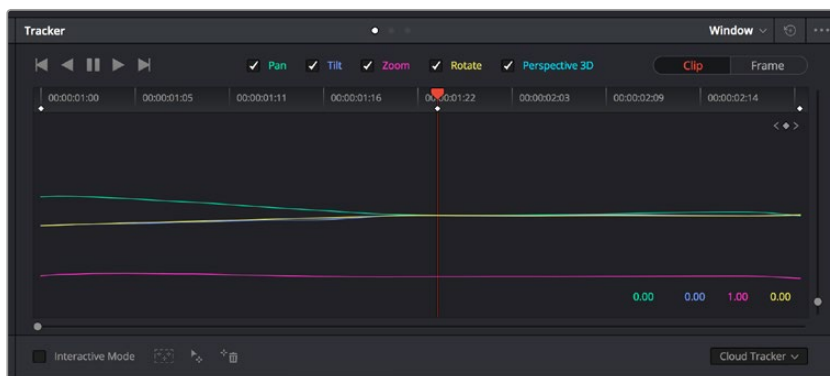 Tracker Window
Pan Tilt Zoom Rotate Perspective 3D Clip Frame
00:00:01:00 00:00:01:05 00:00:01:11 00:00:01:16 00:00:01:22 00:00:02:03 00:00:02:09 00:00:02:14
0.00 0.00 1.00 0.00
Interactive Mode Cloud Tracker